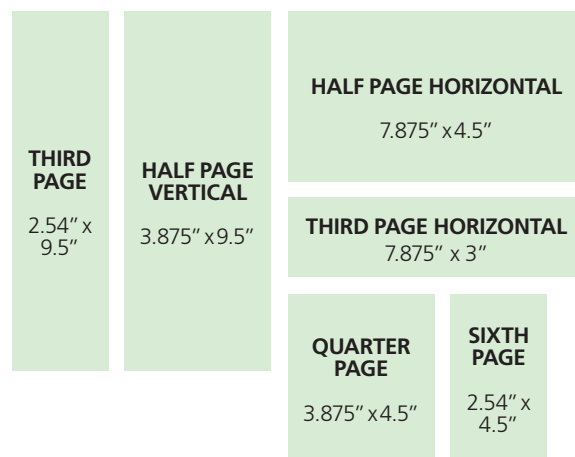 THIRD
PAGE
2.54” x
9.5”
HALF PAGE
VERTICAL
3.875” x 9.5”
HALF PAGE HORIZONTAL
7.875” x 4.5”
THIRD PAGE HORIZONTAL
7.875” x 3”
QUARTER
PAGE
3.875” x 4.5”
SIXTH
PAGE
2.54” x
4.5”